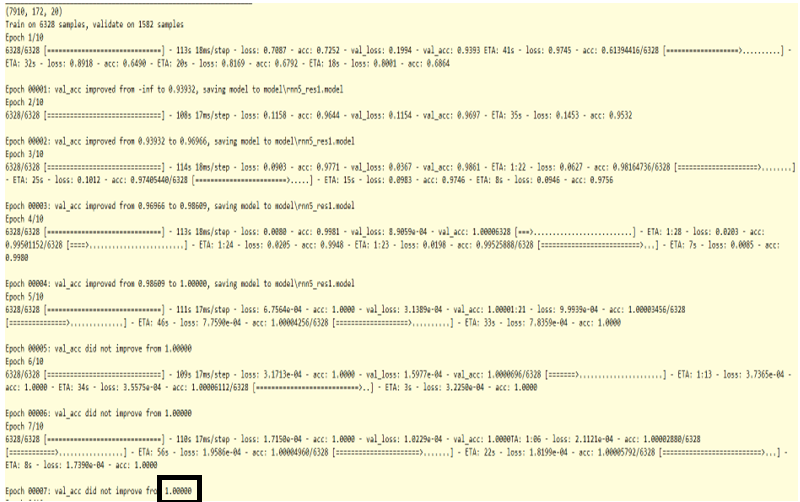 (7910, 172, 20)
Train on 6328 samples, validate on 1582 samples
Epoch 1/10
6328/6328 [==============================] - 113s 18ms/step - loss: 0.7087 - acc: 0.7252 - val_loss: 0.1994 - val_acc: 0.9393 ETA: 41s - loss: 0.9745 - acc: 0.61394416/6328 [===================>..........] -
ETA: 32s - loss: 0.8918 - acc: 0.6490 - ETA: 20s - loss: 0.8169 - acc: 0.6792 - ETA: 18s - loss: 0.8001 - acc: 0.6864
Epoch 00001: val_acc improved from -inf to 0.93932, saving model to model\rnn5_res1.model
Epoch 2/10
6328/6328 [==============================] - 108s 17ms/step - loss: 0.1158 - acc: 0.9644 - val_loss: 0.1154 - val_acc: 0.9697 - ETA: 35s - loss: 0.1453 - acc: 0.9532
Epoch 00002: val_acc improved from 0.93932 to 0.96966, saving model to model\rnn5_res1.model
Epoch 3/10
6328/6328 [==============================] - 114s 18ms/step - loss: 0.0903 - acc: 0.9771 - val_loss: 0.0367 - val_acc: 0.9861 - ETA: 1:22 - loss: 0.0627 - acc: 0.98164736/6328 [=====================>........]
- ETA: 25s - loss: 0.1012 - acc: 0.97405440/6328 [========================>.....] - ETA: 15s - loss: 0.0983 - acc: 0.9746 - ETA: 8s - loss: 0.0946 - acc: 0.9756
Epoch 00003: val_acc improved from 0.96966 to 0.98609, saving model to model\rnn5_res1.model
Epoch 4/10
6328/6328 [==============================] - 113s 18ms/step - loss: 0.0080 - acc: 0.9981 - val_loss: 8.9059e-04 - val_acc: 1.00006328 [===>..........................] - ETA: 1:28 - loss: 0.0203 - acc:
0.99501152/6328 [====>.........................] - ETA: 1:24 - loss: 0.0205 - acc: 0.9948 - ETA: 1:23 - loss: 0.0198 - acc: 0.99525888/6328 [==========================>...] - ETA: 7s - loss: 0.0085 - acc:
0.9980
Epoch 00004: val_acc improved from 0.98609 to 1.00000, saving model to model\rnn5_res1.model
Epoch 5/10
6328/6328 [==============================] - 111s 17ms/step - loss: 6.7564e-04 - acc: 1.0000 - val_loss: 3.1389e-04 - val_acc: 1.00001:21 - loss: 9.9939e-04 - acc: 1.00003456/6328
[===============>..............] - ETA: 46s - loss: 7.7590e-04 - acc: 1.00004256/6328 [===================>..........] - ETA: 33s - loss: 7.8359e-04 - acc: 1.0000
Epoch 00005: val_acc did not improve from 1.00000
Epoch 6/10
6328/6328 [==============================] - 109s 17ms/step - loss: 3.1713e-04 - acc: 1.0000 - val_loss: 1.5977e-04 - val_acc: 1.0000696/6328 [=======>......................] - ETA: 1:13 - loss: 3.7365e-04 -
acc: 1.0000 - ETA: 34s - loss: 3.5575e-04 - acc: 1.00006112/6328 [===========================>..] - ETA: 3s - loss: 3.2250e-04 - acc: 1.0000
Epoch 00006: val_acc did not improve from 1.00000
Epoch 7/10
6328/6328 [==============================] - 110s 17ms/step - loss: 1.7150e-04 - acc: 1.0000 - val_loss: 1.0229e-04 - val_acc: 1.0000TA: 1:06 - loss: 2.1121e-04 - acc: 1.00002880/6328
[============>.................] - ETA: 56s - loss: 1.9586e-04 - acc: 1.00004960/6328 [======================>.......] - ETA: 22s - loss: 1.8199e-04 - acc: 1.00005792/6328 [==========================>...] -
ETA: 8s - loss: 1.7390e-04 - acc: 1.0000
Epoch 00007: val_acc did not improve from 1.00000